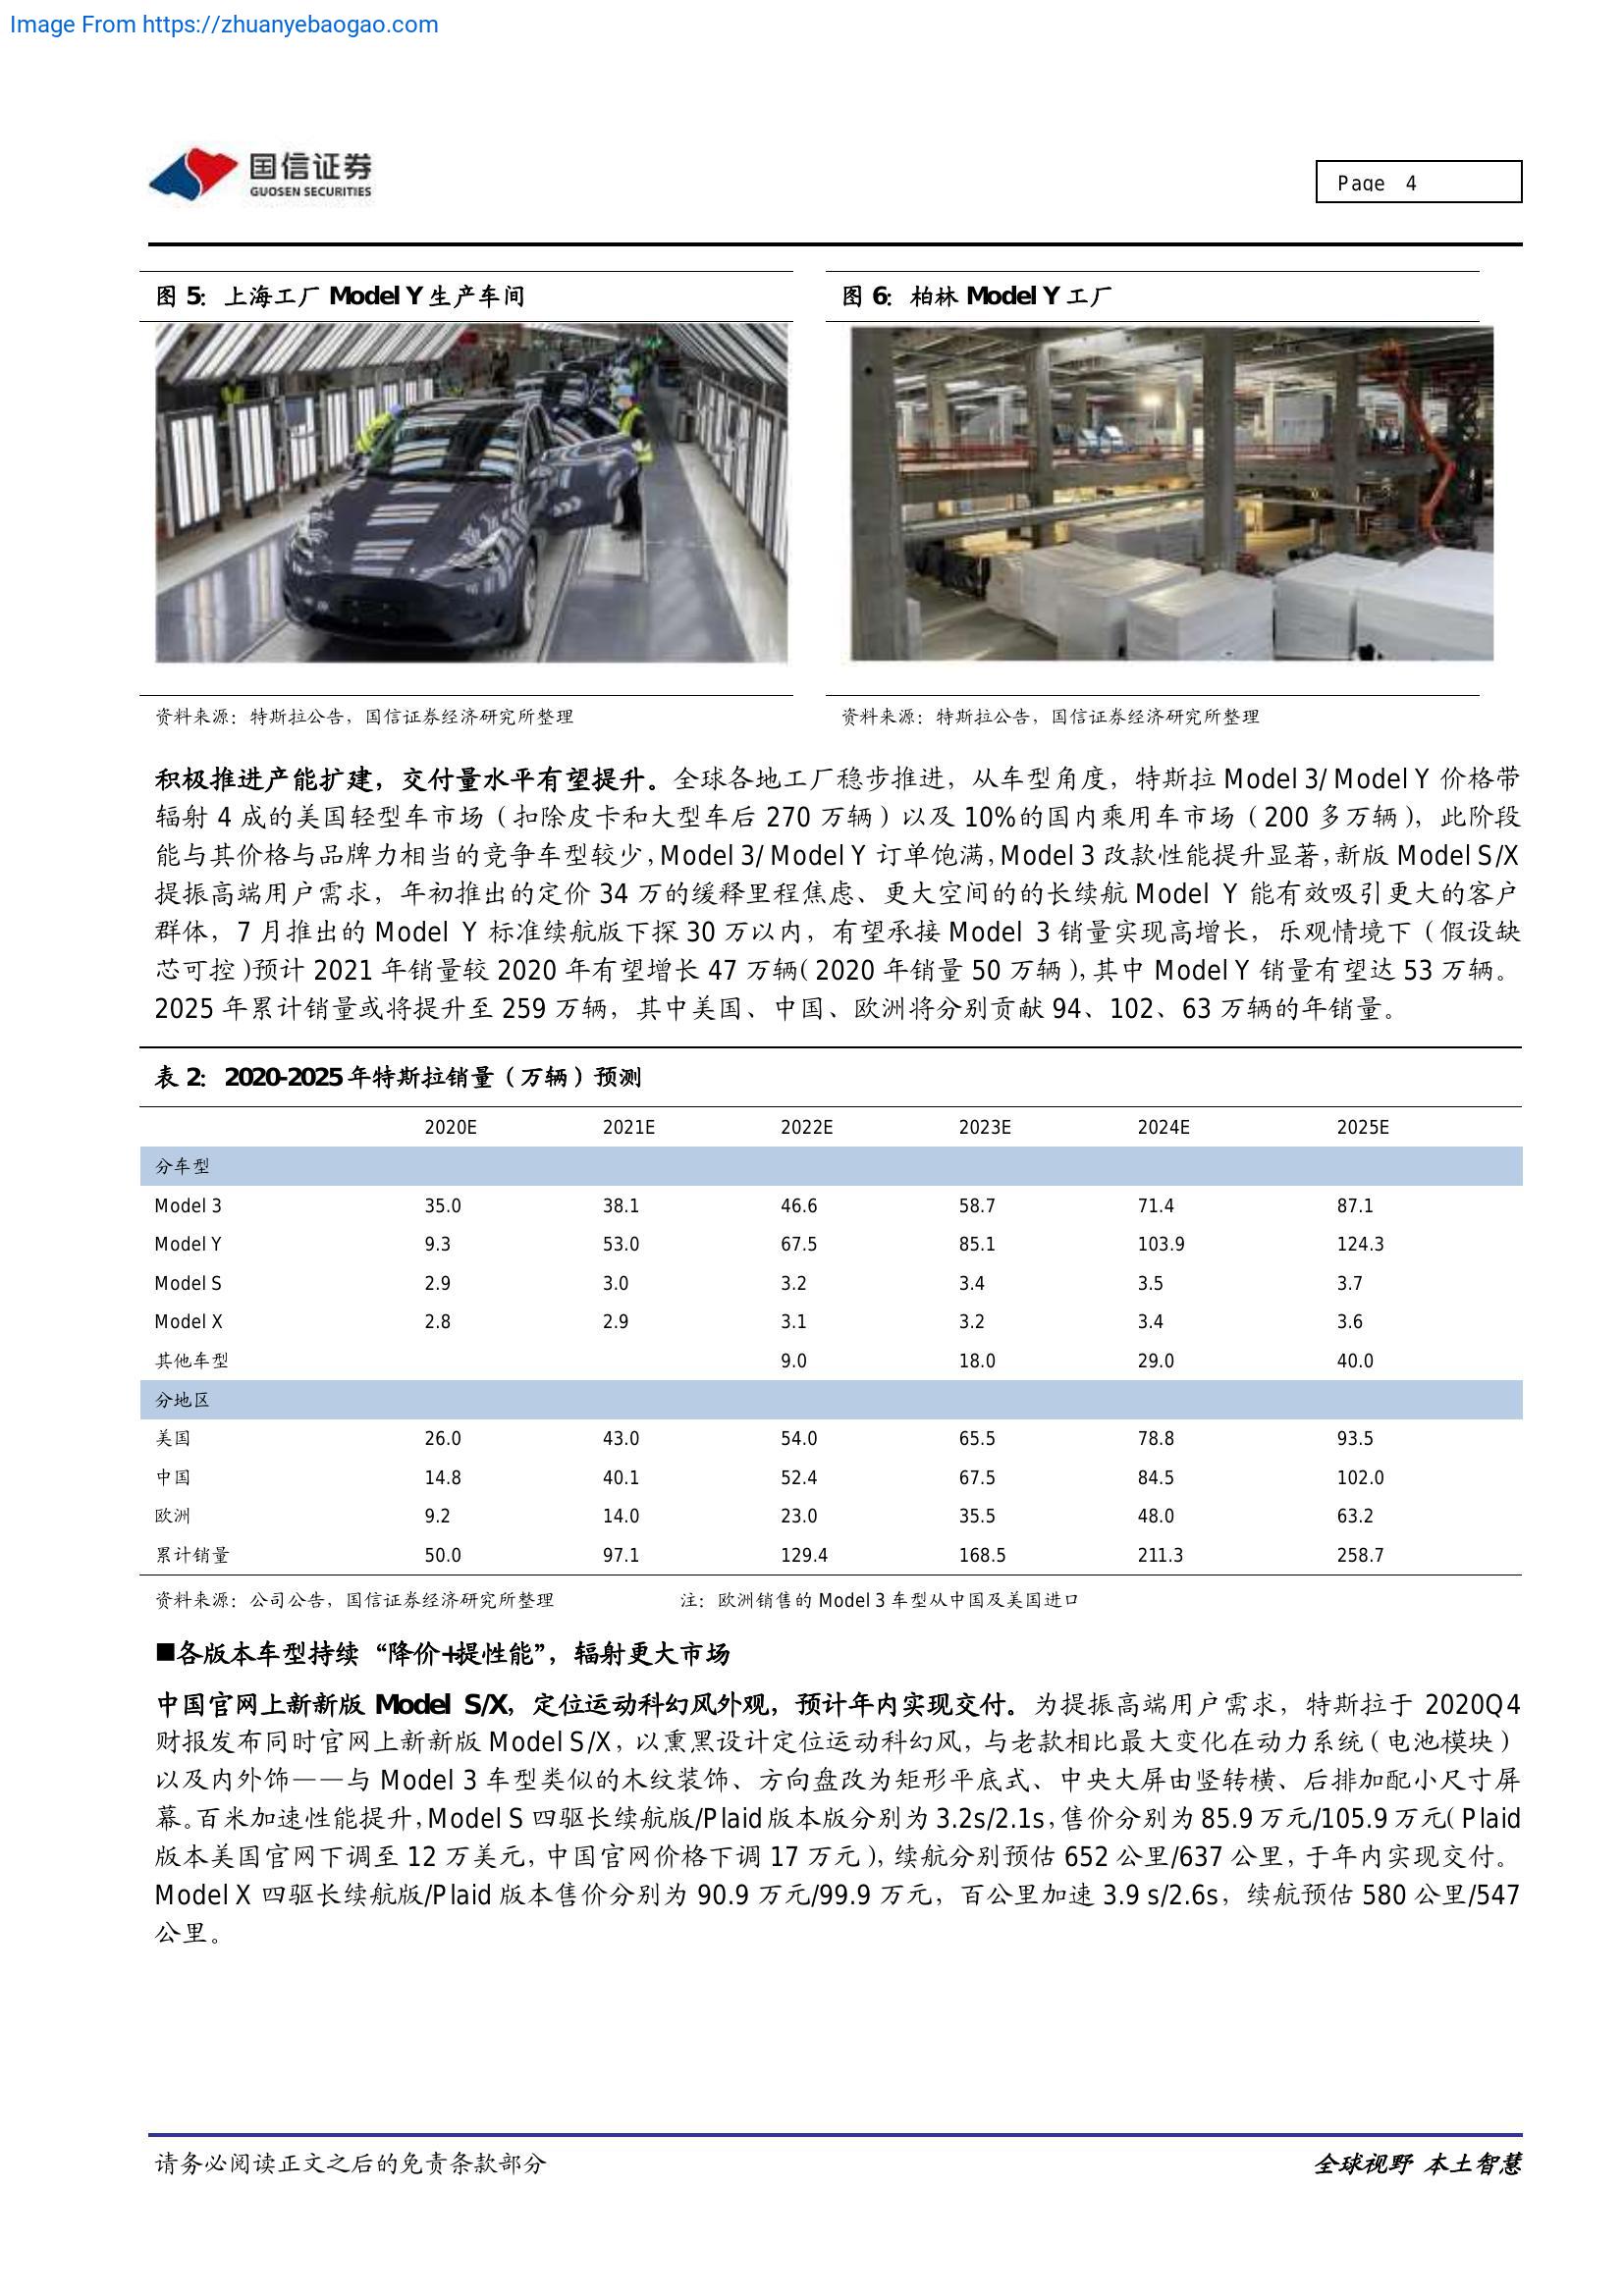 Image From https://zhuanyebaogao.com
国信证券
GUOSEN SECURITIES
Page 4
图 5：上海工厂 Model Y 生产车间
图 6：柏林 Model Y 工厂
资料来源：特斯拉公告，国信证券经济研究所整理
资料来源：特斯拉公告，国信证券经济研究所整理
积极推进产能扩建，交付量水平有望提升。全球各地工厂稳步推进，从车型角度，特斯拉 Model 3/ Model Y 价格带
辐射 4 成的美国轻型车市场（扣除皮卡和大型车后 270 万辆）以及 10%的国内乘用车市场（200 多万辆），此阶段
能与其价格与品牌力相当的竞争车型较少，Model 3/ Model Y 订单饱满，Model 3 改款性能提升显著，新版 Model S/X
提振高端用户需求，年初推出的定价 34 万的缓释里程焦虑、更大空间的的长续航 Model Y 能有效吸引更大的客户
群体，7 月推出的 Model Y 标准续航版下探 30 万以内，有望承接 Model 3 销量实现高增长，乐观情境下（假设缺
芯可控）预计 2021 年销量较 2020 年有望增长 47 万辆（2020 年销量 50 万辆），其中 Model Y 销量有望达 53 万辆。
2025 年累计销量或将提升至 259 万辆，其中美国、中国、欧洲将分别贡献 94、102、63 万辆的年销量。
表 2：2020-2025 年特斯拉销量（万辆）预测
2020E 2021E 2022E 2023E 2024E 2025E
分车型
Model 3 35.0 38.1 46.6 58.7 71.4 87.1
Model Y 9.3 53.0 67.5 85.1 103.9 124.3
Model S 2.9 3.0 3.2 3.4 3.5 3.7
Model X 2.8 2.9 3.1 3.2 3.4 3.6
其他车型 9.0 18.0 29.0 40.0
分地区
美国 26.0 43.0 54.0 65.5 78.8 93.5
中国 14.8 40.1 52.4 67.5 84.5 102.0
欧洲 9.2 14.0 23.0 35.5 48.0 63.2
累计销量 50.0 97.1 129.4 168.5 211.3 258.7
资料来源：公司公告，国信证券经济研究所整理 注：欧洲销售的 Model 3 车型从中国及美国进口
■各版本车型持续“降价+提性能”，辐射更大市场
中国官网上新新版 Model S/X，定位运动科幻风外观，预计年内实现交付。为提振高端用户需求，特斯拉于 2020Q4
财报发布同时官网上新新版 Model S/X，以熏黑设计定位运动科幻风，与老款相比最大变化在动力系统（电池模块）
以及内外饰——与 Model 3 车型类似的木纹装饰、方向盘改为矩形平底式、中央大屏由竖转横、后排加配小尺寸屏
幕。百米加速性能提升，Model S 四驱长续航版/Plaid 版本版分别为 3.2s/2.1s，售价分别为 85.9 万元/105.9 万元（Plaid
版本美国官网下调至 12 万美元，中国官网价格下调 17 万元），续航分别预估 652 公里/637 公里，于年内实现交付。
Model X 四驱长续航版/Plaid 版本售价分别为 90.9 万元/99.9 万元，百公里加速 3.9 s/2.6s，续航预估 580 公里/547
公里。
请务必阅读正文之后的免责条款部分
全球视野 本土智慧